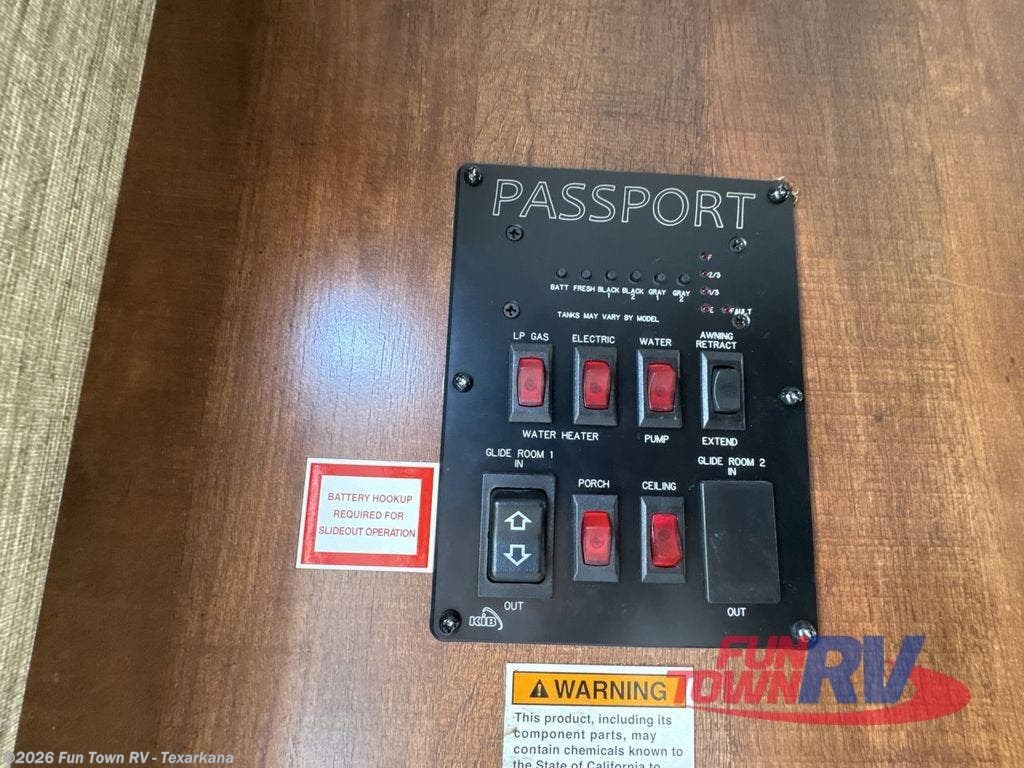 PASSPORT
F
2/3
1/3
E FAULT
BATT FRESH BLACK 1 BLACK 2 GRAY 1 GRAY 2
TANKS MAY VARY BY MODEL
LP GAS ELECTRIC WATER AWNING RETRACT
WATER HEATER PUMP EXTEND
GLIDE ROOM 1 IN
PORCH CEILING
GLIDE ROOM 2 IN
OUT
OUT
KIB
BATTERY HOOKUP
REQUIRED FOR
SLIDEOUT OPERATION
WARNING
This product, including its
component parts, may
contain chemicals known to
the State of California to
FUN TOWN RV
©2026 Fun Town RV - Texarkana